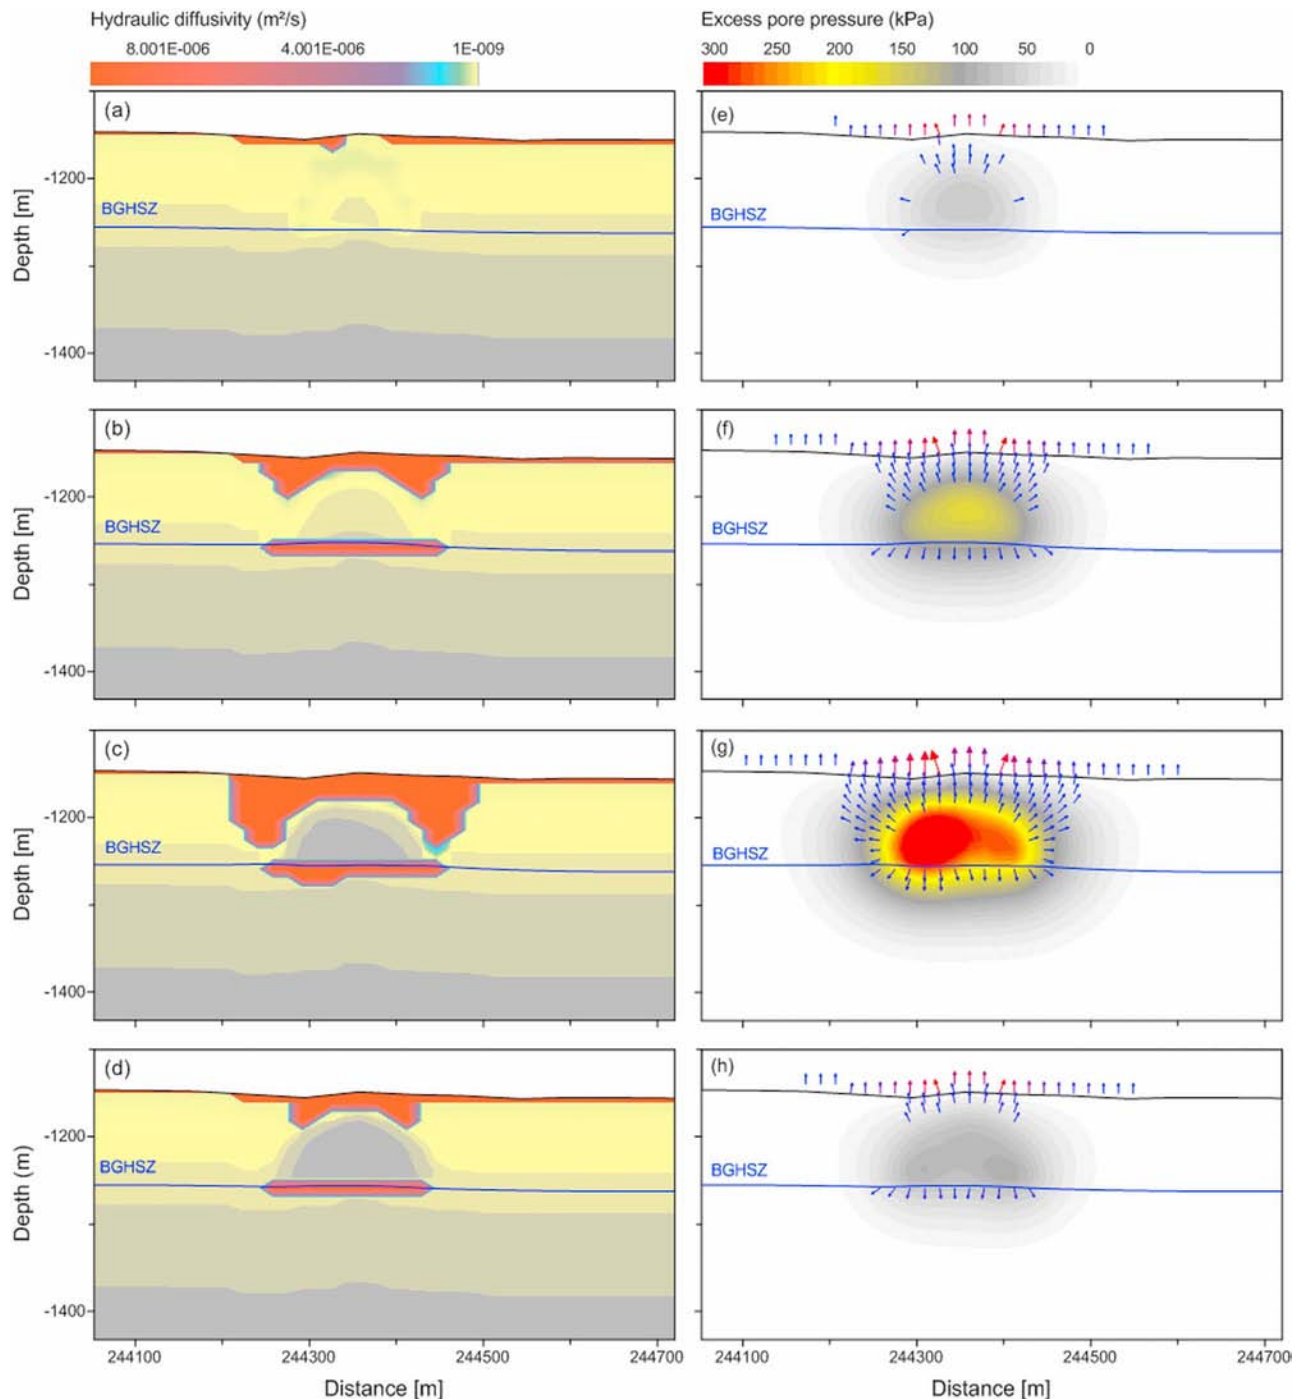 Hydraulic diffusivity (m²/s)
8.001E-006 4.001E-006 1E-009
Excess pore pressure (kPa)
300 250 200 150 100 50 0
(a)
(e)
Depth [m]
-1200
-1400
BGHSZ
BGHSZ
(b)
(f)
Depth [m]
-1200
-1400
BGHSZ
BGHSZ
(c)
(g)
Depth [m]
-1200
-1400
BGHSZ
BGHSZ
(d)
(h)
Depth (m)
-1200
-1400
BGHSZ
BGHSZ
244100 244300 244500 244700
244100 244300 244500 244700
Distance [m]
Distance [m]